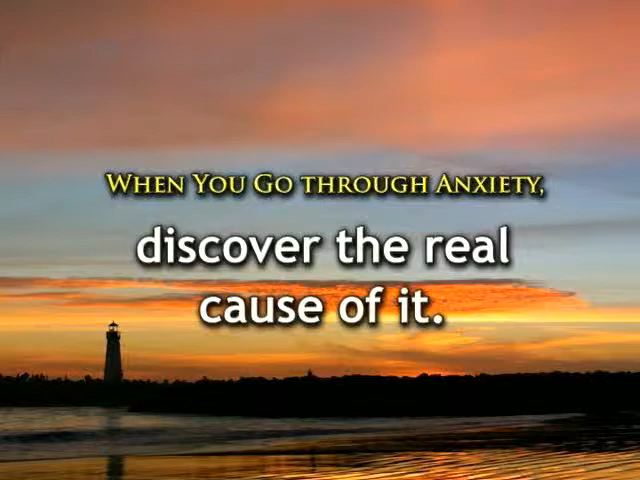 When You Go through Anxiety,
discover the real
cause of it.